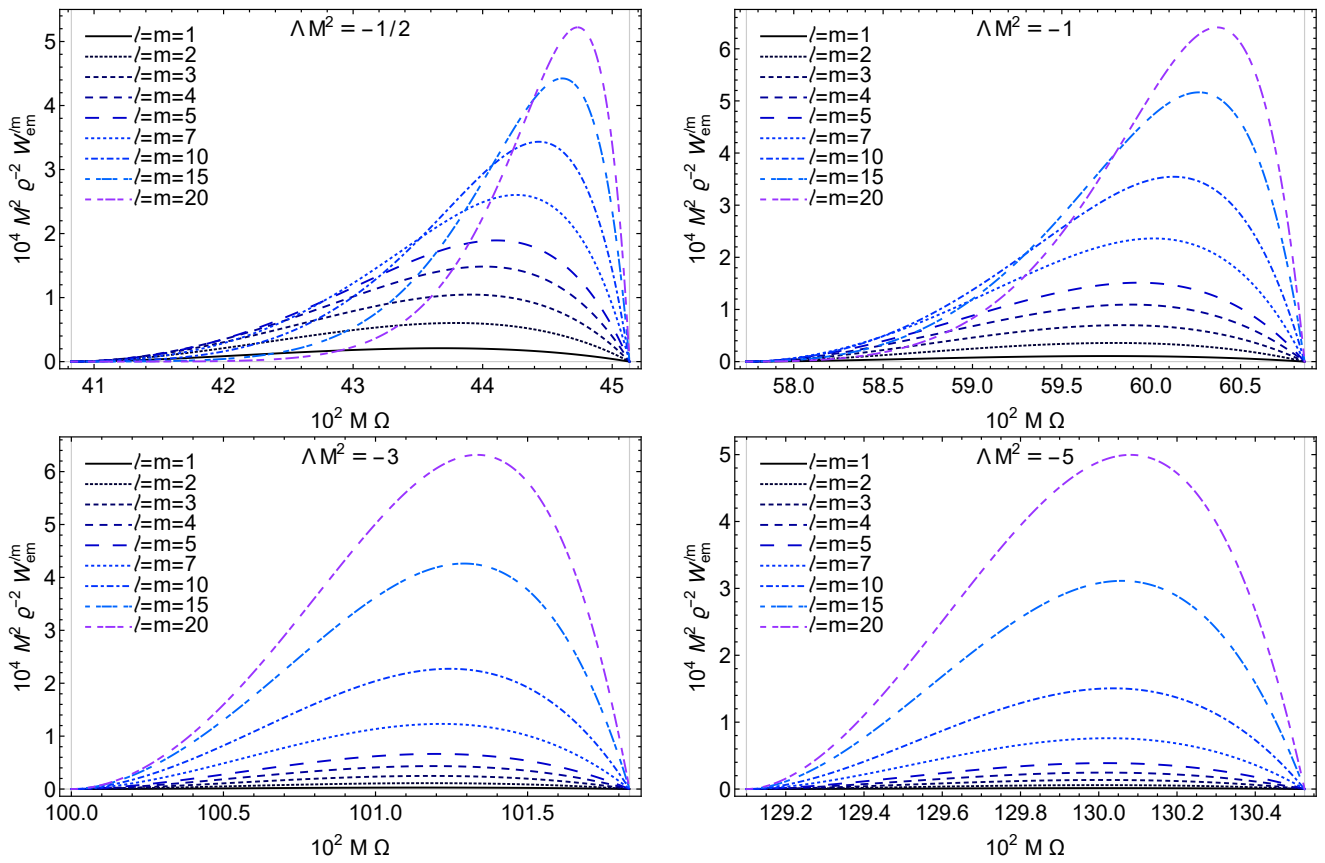 ΛM² = −1/2
ℓ=m=1
ℓ=m=2
ℓ=m=3
ℓ=m=4
ℓ=m=5
ℓ=m=7
ℓ=m=10
ℓ=m=15
ℓ=m=20
10⁴ M² ϱ⁻² W_em^ℓm
5
4
3
2
1
0
41 42 43 44 45
10² M Ω
ΛM² = −1
ℓ=m=1
ℓ=m=2
ℓ=m=3
ℓ=m=4
ℓ=m=5
ℓ=m=7
ℓ=m=10
ℓ=m=15
ℓ=m=20
10⁴ M² ϱ⁻² W_em^ℓm
6
5
4
3
2
1
0
58.0 58.5 59.0 59.5 60.0 60.5
10² M Ω
ΛM² = −3
ℓ=m=1
ℓ=m=2
ℓ=m=3
ℓ=m=4
ℓ=m=5
ℓ=m=7
ℓ=m=10
ℓ=m=15
ℓ=m=20
10⁴ M² ϱ⁻² W_em^ℓm
6
5
4
3
2
1
0
100.0 100.5 101.0 101.5
10² M Ω
ΛM² = −5
ℓ=m=1
ℓ=m=2
ℓ=m=3
ℓ=m=4
ℓ=m=5
ℓ=m=7
ℓ=m=10
ℓ=m=15
ℓ=m=20
10⁴ M² ϱ⁻² W_em^ℓm
5
4
3
2
1
0
129.2 129.4 129.6 129.8 130.0 130.2 130.4
10² M Ω